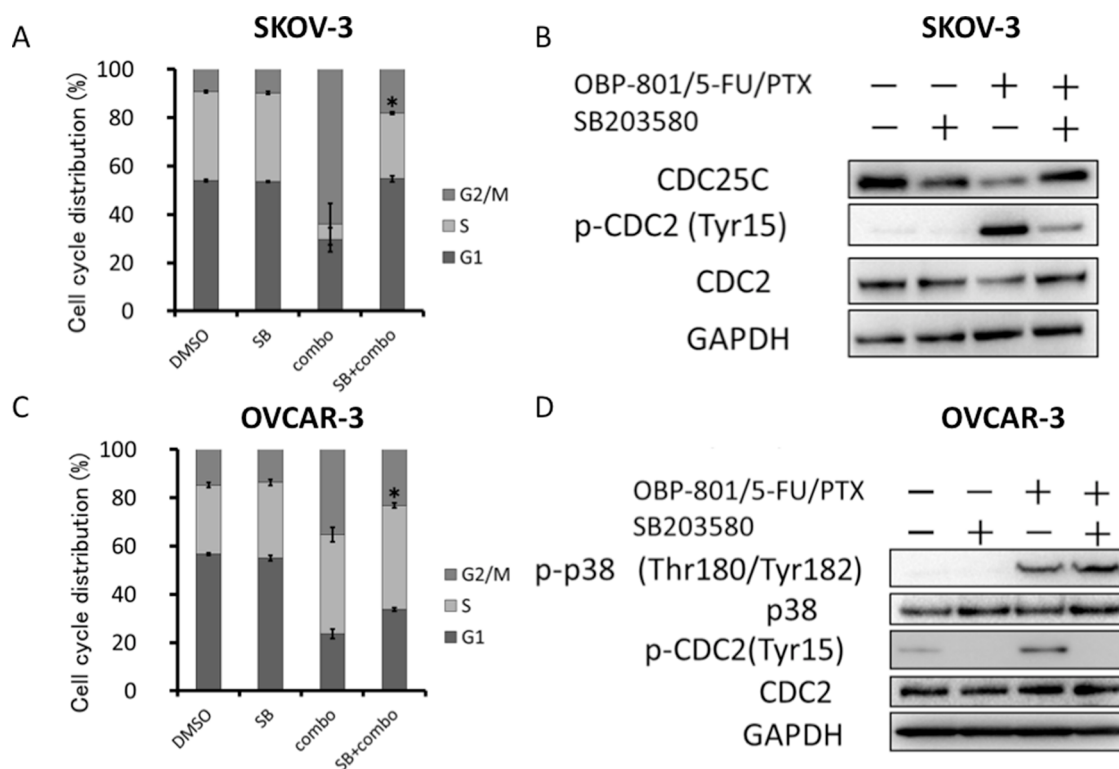 A
SKOV-3
Cell cycle distribution (%)
100
80
60
40
20
0
G2/M
S
G1
DMSO
SB
combo
SB+combo
*
B
SKOV-3
OBP-801/5-FU/PTX − − + +
SB203580 − + − +
CDC25C
p-CDC2 (Tyr15)
CDC2
GAPDH
C
OVCAR-3
Cell cycle distribution (%)
100
80
60
40
20
0
G2/M
S
G1
DMSO
SB
combo
SB+combo
*
D
OVCAR-3
OBP-801/5-FU/PTX − − + +
SB203580 − + − +
p-p38 (Thr180/Tyr182)
p38
p-CDC2(Tyr15)
CDC2
GAPDH